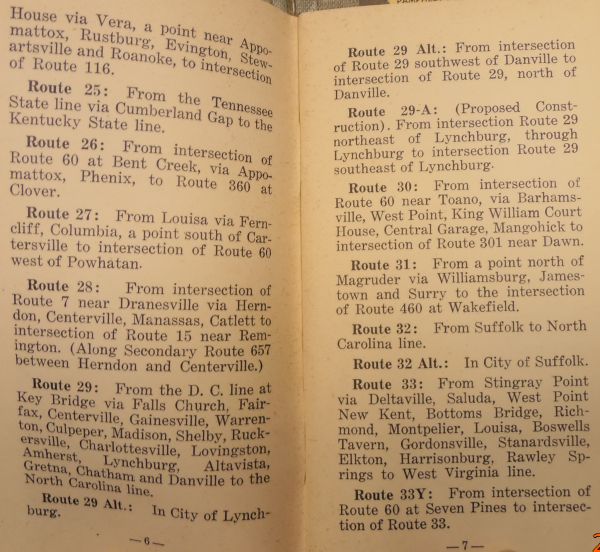 House via Vera, a point near Appo-
mattox, Rustburg, Evington, Stew-
artsville and Roanoke, to intersection
of Route 116.
Route 25: From the Tennessee
State line via Cumberland Gap to the
Kentucky State line.
Route 26: From intersection of
Route 60 at Bent Creek, via Appo-
mattox, Phenix, to Route 360 at
Clover.
Route 27: From Louisa via Fern-
cliff, Columbia, a point south of Car-
tersville to intersection of Route 60
west of Powhatan.
Route 28: From intersection of
Route 7 near Dranesville via Hern-
don, Centerville, Manassas, Catlett to
intersection of Route 15 near Rem-
ington. (Along Secondary Route 657
between Herndon and Centerville.)
Route 29: From the D. C. line at
Key Bridge via Falls Church, Fair-
fax, Centerville, Gainesville, Warren-
ton, Culpeper, Madison, Shelby, Ruck-
ersville, Charlottesville, Lovingston,
Amherst, Lynchburg, Altavista,
Gretna, Chatham and Danville to the
North Carolina line.
Route 29 Alt.: In City of Lynch-
burg.
—6—
Route 29 Alt.: From intersection
of Route 29 southwest of Danville to
intersection of Route 29, north of
Danville.
Route 29-A: (Proposed Const-
ruction). From intersection Route 29
northeast of Lynchburg, through
Lynchburg to intersection Route 29
southeast of Lynchburg.
Route 30: From intersection of
Route 60 near Toano, via Barhams-
ville, West Point, King William Court
House, Central Garage, Mangohick to
intersection of Route 301 near Dawn.
Route 31: From a point north of
Magruder via Williamsburg, James-
town and Surry to the intersection
of Route 460 at Wakefield.
Route 32: From Suffolk to North
Carolina line.
Route 32 Alt.: In City of Suffolk.
Route 33: From Stingray Point
via Deltaville, Saluda, West Point
New Kent, Bottoms Bridge, Rich-
mond, Montpelier, Louisa, Boswells
Tavern, Gordonsville, Stanardsville,
Elkton, Harrisonburg, Rawley Sp-
rings to West Virginia line.
Route 33Y: From intersection of
Route 60 at Seven Pines to intersec-
tion of Route 33.
—7—